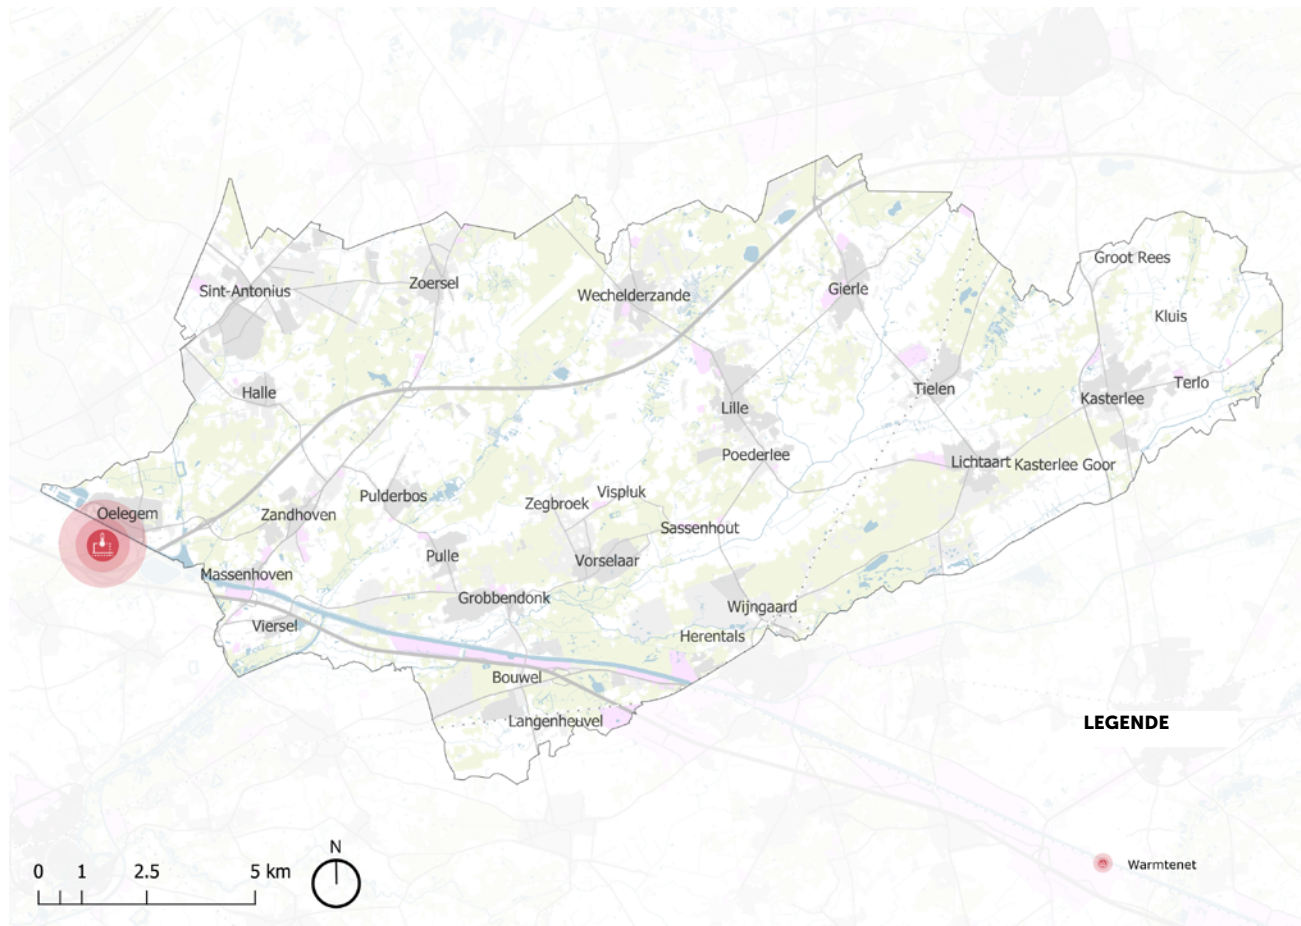 Groot Rees
Zoersel
Sint-Antonius
Wechelderzande
Gierle
Kluis
Halle
Tielen
Terlo
Kasterlee
Lille
Poederlee
Lichtaart
Kasterlee Goor
Pulderbos
Vispluk
Zegbroek
Oelegem
Zandhoven
Sassenhout
Pulle
Vorselaar
Massenhoven
Grobbendonk
Wijngaard
Viersel
Herentals
Bouwel
Langenheuvel
LEGENDE
Warmtenet
N
0 1 2.5 5 km